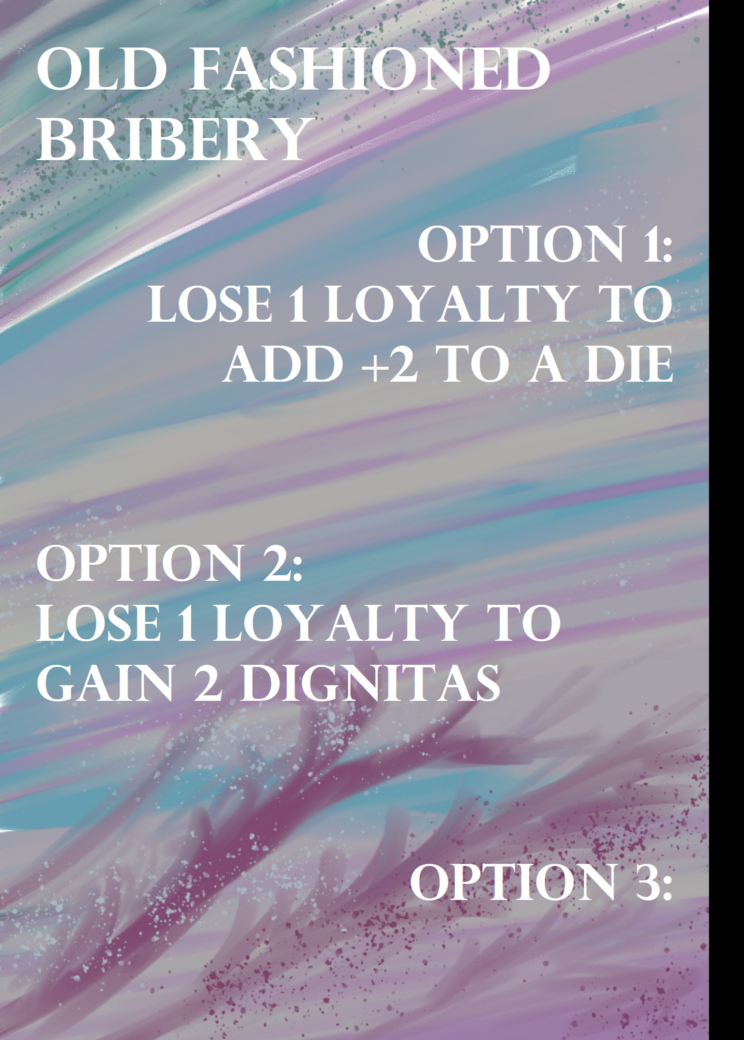 OLD FASHIONED
BRIBERY
OPTION 1:
LOSE 1 LOYALTY TO
ADD +2 TO A DIE
OPTION 2:
LOSE 1 LOYALTY TO
GAIN 2 DIGNITAS
OPTION 3: